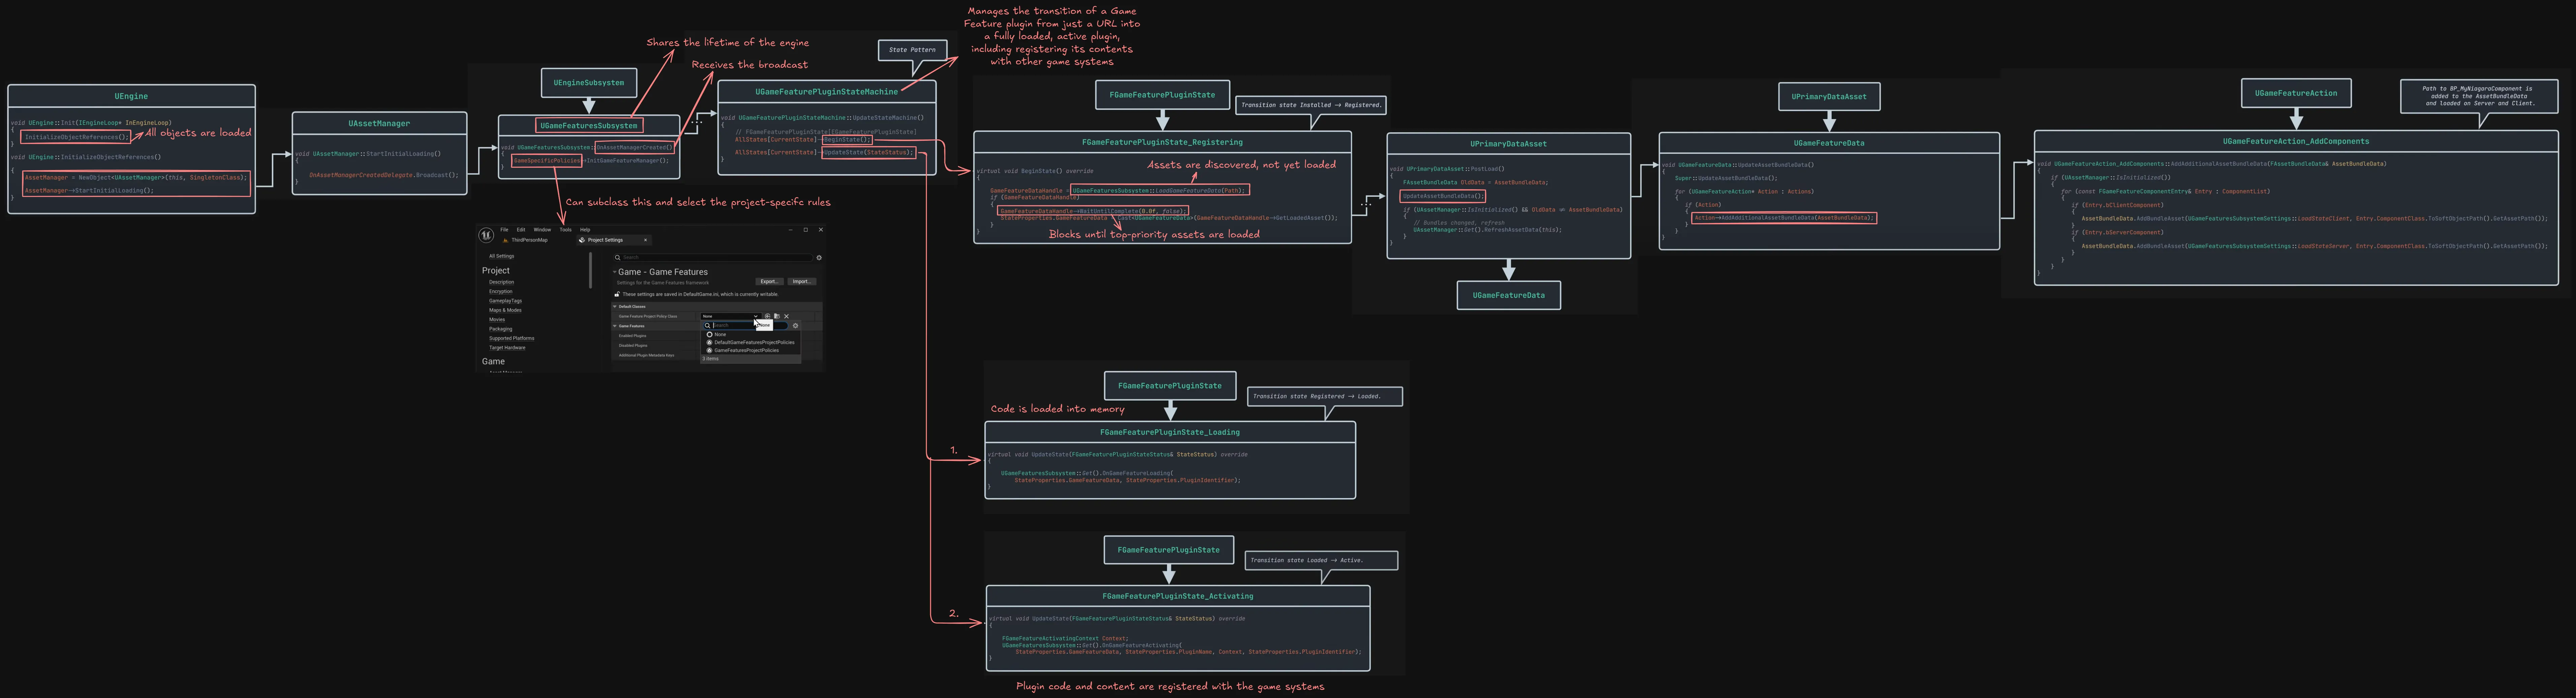 UEngine
void UEngine::Init(IEngineLoop* InEngineLoop)
{
InitializeObjectReferences();
}
All objects are loaded
void UEngine::InitializeObjectReferences()
{
AssetManager = NewObject<UAssetManager>(this, SingletonClass);
AssetManager→StartInitialLoading();
}
UAssetManager
void UAssetManager::StartInitialLoading()
{
OnAssetManagerCreatedDelegate.Broadcast();
}
Shares the lifetime of the engine
Receives the broadcast
UEngineSubsystem
UGameFeaturesSubsystem
void UGameFeaturesSubsystem::OnAssetManagerCreated()
{
GameSpecificPolicies→InitGameFeatureManager();
}
...
Can subclass this and select the project-specifc rules
State Pattern
UGameFeaturePluginStateMachine
void UGameFeaturePluginStateMachine::UpdateStateMachine()
{
// FGameFeaturePluginState[EGameFeaturePluginState]
AllStates[CurrentState]→BeginState();
AllStates[CurrentState]→UpdateState(StateStatus);
}
Manages the transition of a Game
Feature plugin from just a URL into
a fully loaded, active plugin,
including registering its contents
with other game systems
File Edit Window Tools Help
ThirdPersonMap
Project Settings
All Settings
Project
Description
Encryption
GameplayTags
Maps & Modes
Movies
Packaging
Supported Platforms
Target Hardware
Game
Asset Manager
Search
Game - Game Features
Settings for the Game Features framework
Export...
Import...
These settings are saved in DefaultGame.ini, which is currently writable.
Default Classes
Game Feature Project Policy Class
None
Game Features
Search
None
Enabled Plugins
None
Disabled Plugins
DefaultGameFeaturesProjectPolicies
GameFeaturesProjectPolicies
Additional Plugin Metadata Keys
3 items
FGameFeaturePluginState
Transition state Installed → Registered.
FGameFeaturePluginState_Registering
virtual void BeginState() override
{
Assets are discovered, not yet loaded
GameFeatureDataHandle = UGameFeaturesSubsystem::LoadGameFeatureData(Path);
if (GameFeatureDataHandle)
{
GameFeatureDataHandle→WaitUntilComplete(0.0f, false);
StateProperties.GameFeatureData = Cast<UGameFeatureData>(GameFeatureDataHandle→GetLoadedAsset());
}
}
Blocks until top-priority assets are loaded
...
UPrimaryDataAsset
void UPrimaryDataAsset::PostLoad()
{
FAssetBundleData OldData = AssetBundleData;
UpdateAssetBundleData();
if (UAssetManager::IsInitialized() && OldData ≠ AssetBundleData)
{
// Bundles changed, refresh
UAssetManager::Get().RefreshAssetData(this);
}
}
UGameFeatureData
UPrimaryDataAsset
UGameFeatureData
void UGameFeatureData::UpdateAssetBundleData()
{
Super::UpdateAssetBundleData();
for (UGameFeatureAction* Action : Actions)
{
if (Action)
{
Action→AddAdditionalAssetBundleData(AssetBundleData);
}
}
}
UGameFeatureAction
Path to BP_MyNiagaraComponent is
added to the AssetBundleData
and loaded on Server and Client.
UGameFeatureAction_AddComponents
void UGameFeatureAction_AddComponents::AddAdditionalAssetBundleData(FAssetBundleData& AssetBundleData)
{
if (UAssetManager::IsInitialized())
{
for (const FGameFeatureComponentEntry& Entry : ComponentList)
{
if (Entry.bClientComponent)
{
AssetBundleData.AddBundleAsset(UGameFeaturesSubsystemSettings::LoadStateClient, Entry.ComponentClass.ToSoftObjectPath().GetAssetPath());
}
if (Entry.bServerComponent)
{
AssetBundleData.AddBundleAsset(UGameFeaturesSubsystemSettings::LoadStateServer, Entry.ComponentClass.ToSoftObjectPath().GetAssetPath());
}
}
}
}
FGameFeaturePluginState
Transition state Registered → Loaded.
Code is loaded into memory
1.
FGameFeaturePluginState_Loading
virtual void UpdateState(FGameFeaturePluginStateStatus& StateStatus) override
{
UGameFeaturesSubsystem::Get().OnGameFeatureLoading(
StateProperties.GameFeatureData, StateProperties.PluginIdentifier);
}
FGameFeaturePluginState
Transition state Loaded → Active.
2.
FGameFeaturePluginState_Activating
virtual void UpdateState(FGameFeaturePluginStateStatus& StateStatus) override
{
FGameFeatureActivatingContext Context;
UGameFeaturesSubsystem::Get().OnGameFeatureActivating(
StateProperties.GameFeatureData, StateProperties.PluginName, Context, StateProperties.PluginIdentifier);
}
Plugin code and content are registered with the game systems